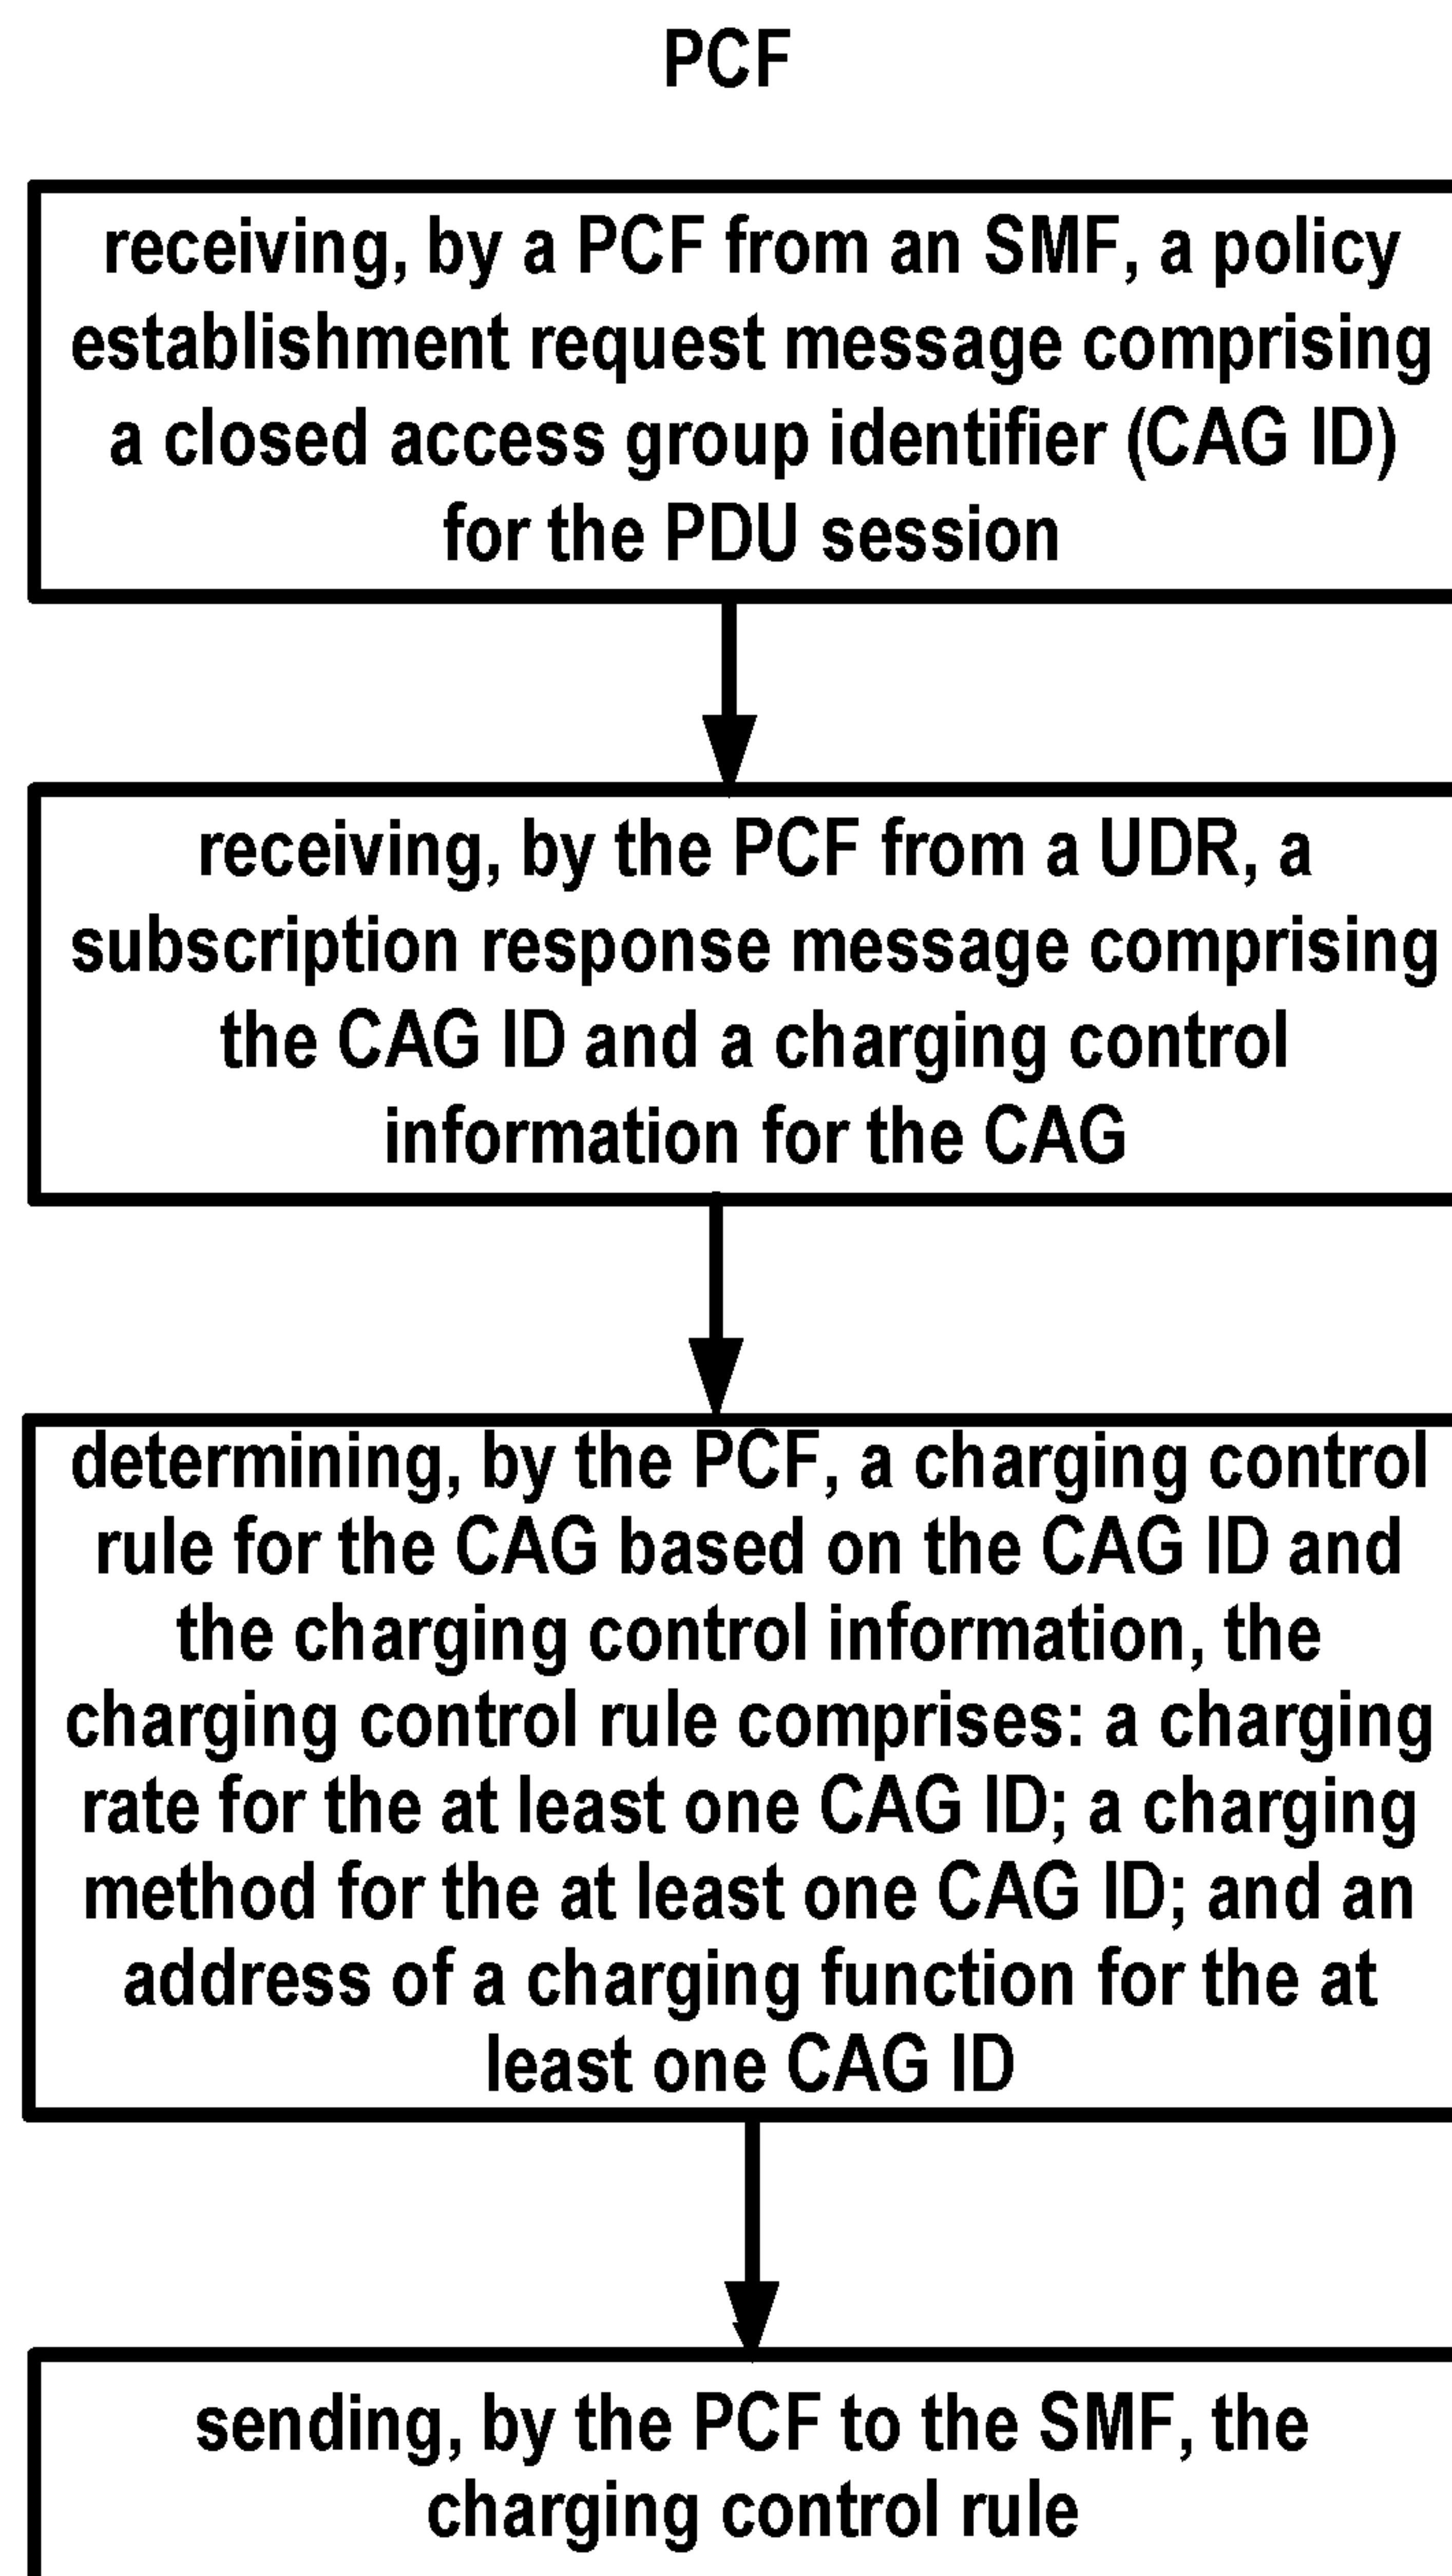 PCF
receiving, by a PCF from an SMF, a policy
establishment request message comprising
a closed access group identifier (CAG ID)
for the PDU session
receiving, by the PCF from a UDR, a
subscription response message comprising
the CAG ID and a charging control
information for the CAG
determining, by the PCF, a charging control
rule for the CAG based on the CAG ID and
the charging control information, the
charging control rule comprises: a charging
rate for the at least one CAG ID; a charging
method for the at least one CAG ID; and an
address of a charging function for the at
least one CAG ID
sending, by the PCF to the SMF, the
charging control rule